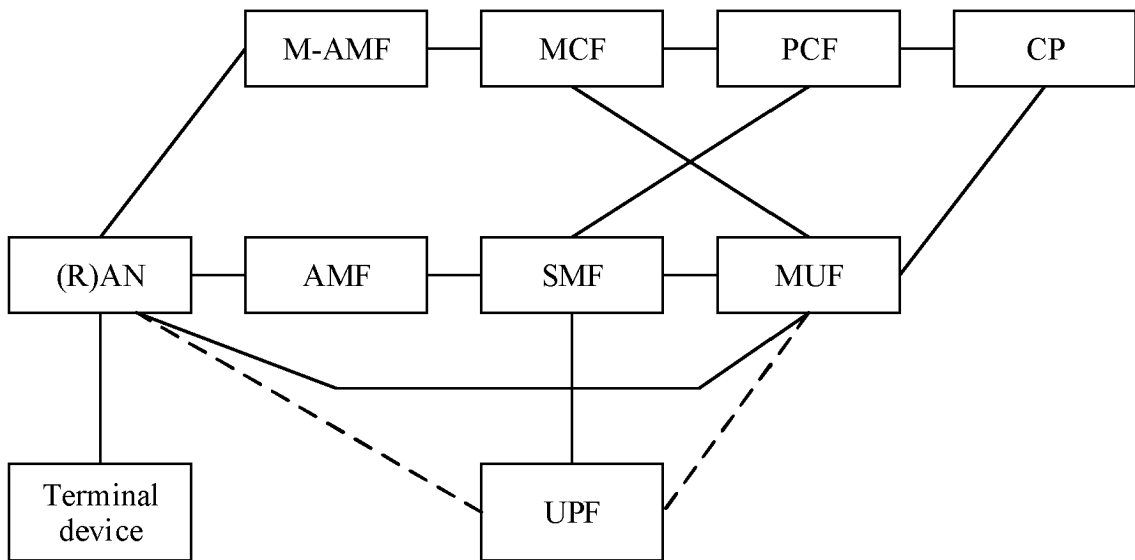 M-AMF
MCF
PCF
CP
(R)AN
AMF
SMF
MUF
Terminal
device
UPF